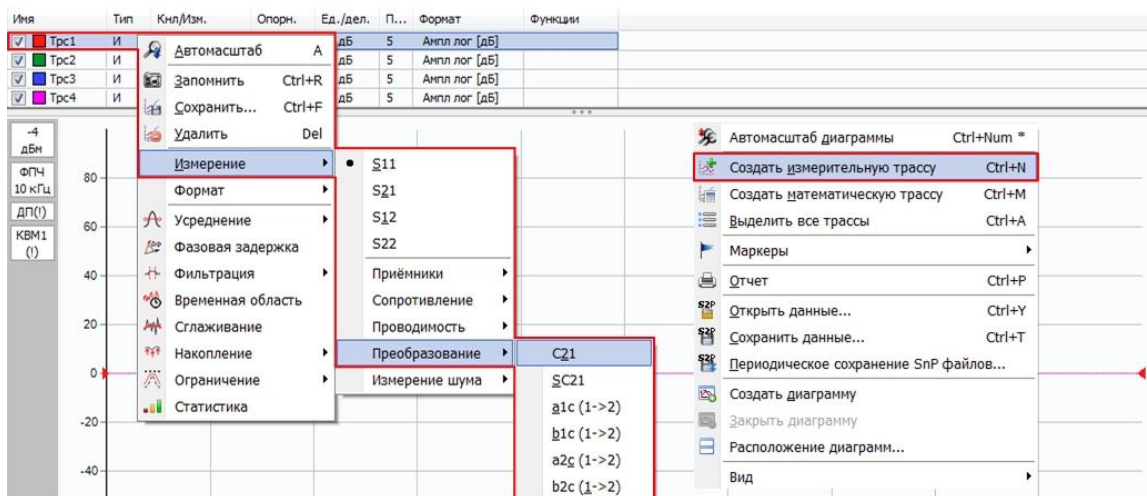 Имя Тип Кнл/Изм. Опорн. Ед./дел. П... Формат Функции
Трс1 И дБ 5 Ампл лог [дБ]
Трс2 И дБ 5 Ампл лог [дБ]
Трс3 И дБ 5 Ампл лог [дБ]
Трс4 И дБ 5 Ампл лог [дБ]
Автомасштаб A
Запомнить Ctrl+R
Сохранить... Ctrl+F
Удалить Del
Измерение
Формат
Усреднение
Фазовая задержка
Фильтрация
Временная область
Сглаживание
Накопление
Ограничение
Статистика
S11
S21
S12
S22
Приёмники
Сопротивление
Проводимость
Преобразование
Измерение шума
C21
SC21
a1c (1->2)
b1c (1->2)
a2c (1->2)
b2c (1->2)
-4
дБм
ФПЧ
10 кГц
ДП(!)
КВМ1
(!)
80
60
40
20
0
-20
-40
Автомасштаб диаграммы Ctrl+Num *
Создать измерительную трассу Ctrl+N
Создать математическую трассу Ctrl+M
Выделить все трассы Ctrl+A
Маркеры
Отчет Ctrl+P
S2P Открыть данные... Ctrl+Y
S2P Сохранить данные... Ctrl+T
S2P Периодическое сохранение SnP файлов...
Создать диаграмму
Закрыть диаграмму
Расположение диаграмм...
Вид